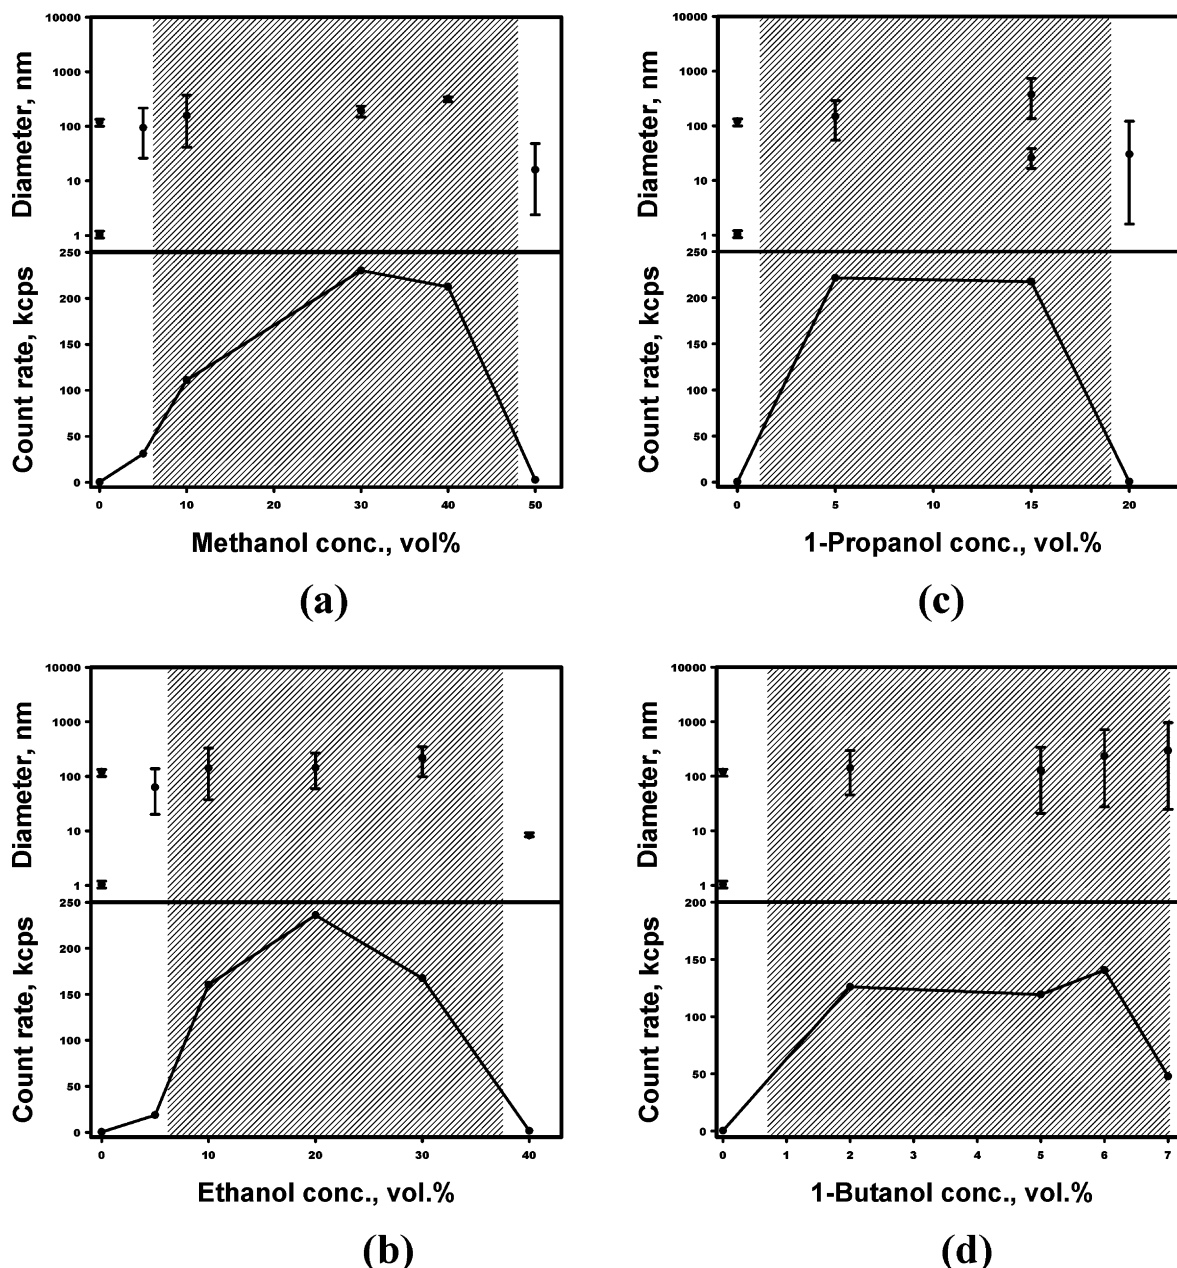 10000
1000
100
10
1
Diameter, nm
250
200
150
100
50
0
Count rate, kcps
0 10 20 30 40 50
Methanol conc., vol%
(a)
10000
1000
100
10
1
Diameter, nm
250
200
150
100
50
0
Count rate, kcps
0 5 10 15 20
1-Propanol conc., vol.%
(c)
10000
1000
100
10
1
Diameter, nm
250
200
150
100
50
0
Count rate, kcps
0 10 20 30 40
Ethanol conc., vol.%
(b)
10000
1000
100
10
1
Diameter, nm
200
150
100
50
0
Count rate, kcps
0 1 2 3 4 5 6 7
1-Butanol conc., vol.%
(d)